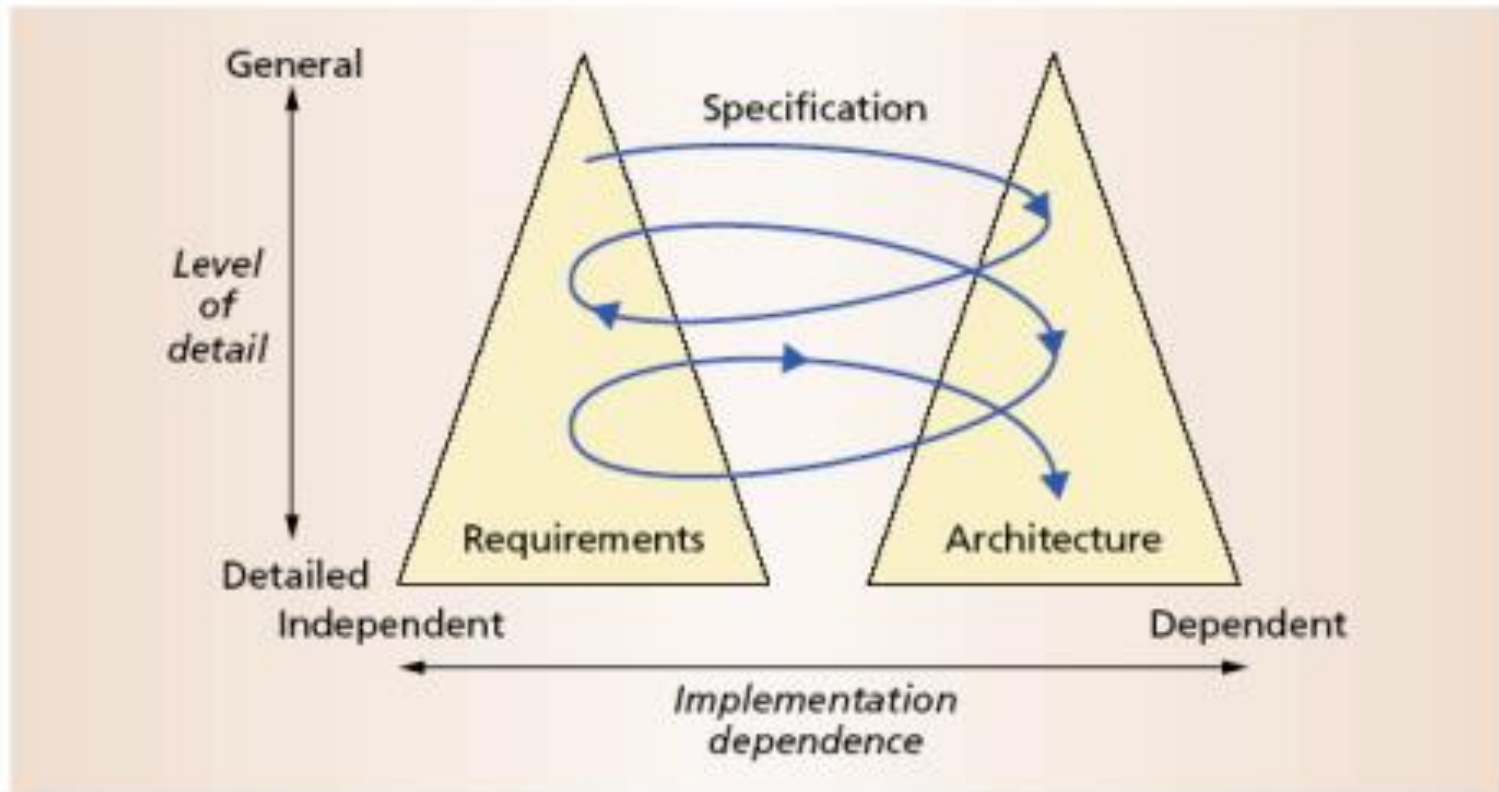 General
Specification
Level
of
detail
Requirements
Architecture
Detailed
Independent
Dependent
Implementation
dependence